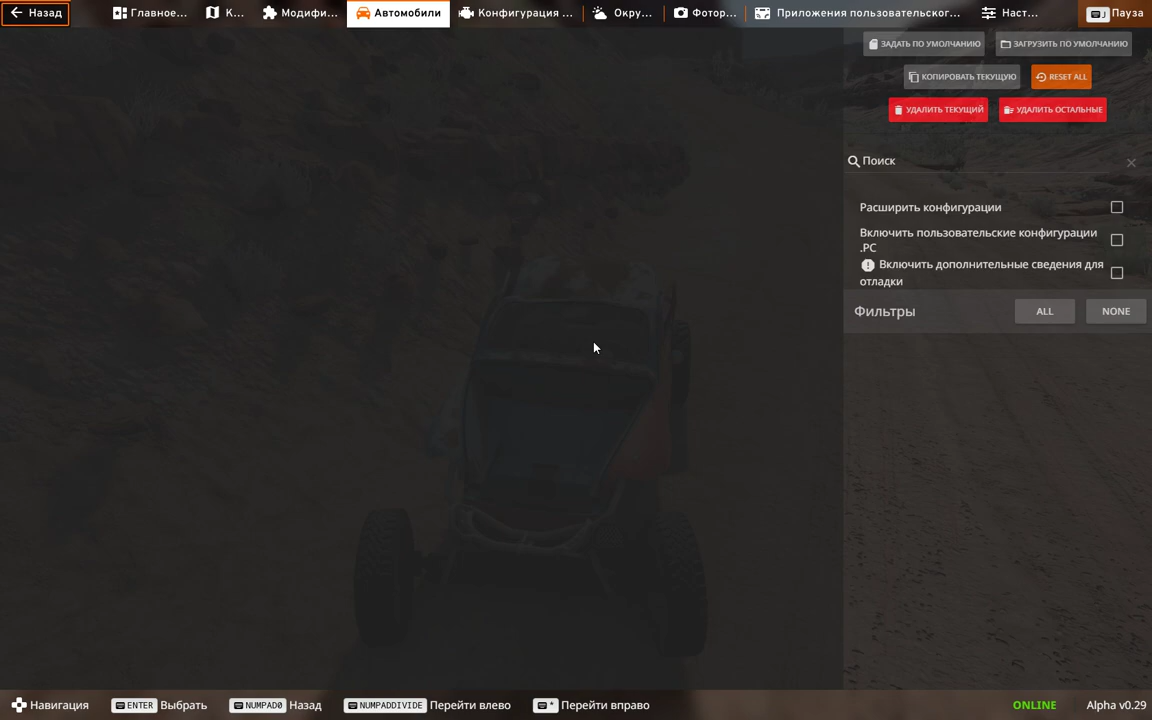 Назад
Главное...
К...
Модифи...
Автомобили
Конфигурация ...
Окру...
Фотор...
Приложения пользовательског...
Наст...
J Пауза
ЗАДАТЬ ПО УМОЛЧАНИЮ
ЗАГРУЗИТЬ ПО УМОЛЧАНИЮ
КОПИРОВАТЬ ТЕКУЩУЮ
RESET ALL
УДАЛИТЬ ТЕКУЩИЙ
УДАЛИТЬ ОСТАЛЬНЫЕ
Поиск
Расширить конфигурации
Включить пользовательские конфигурации
.PC
Включить дополнительные сведения для
отладки
Фильтры
ALL
NONE
Навигация
ENTER Выбрать
NUMPAD0 Назад
NUMPADDIVIDE Перейти влево
* Перейти вправо
ONLINE
Alpha v0.29